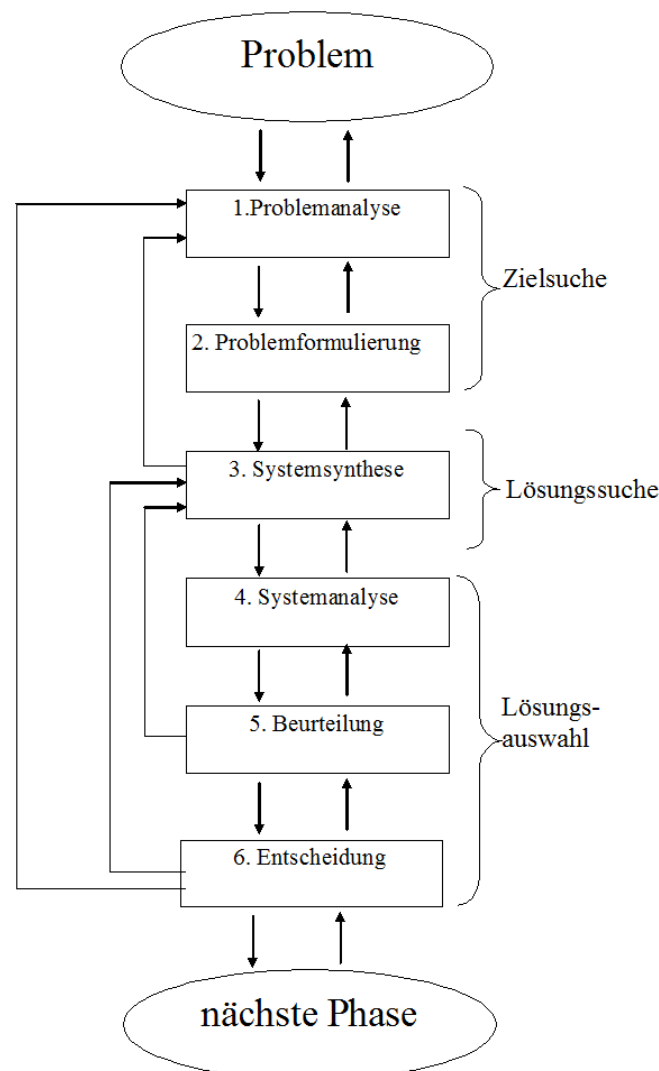 Problem
1.Problemanalyse
Zielsuche
2. Problemformulierung
3. Systemsynthese
Lösungssuche
4. Systemanalyse
Lösungs-
auswahl
5. Beurteilung
6. Entscheidung
nächste Phase